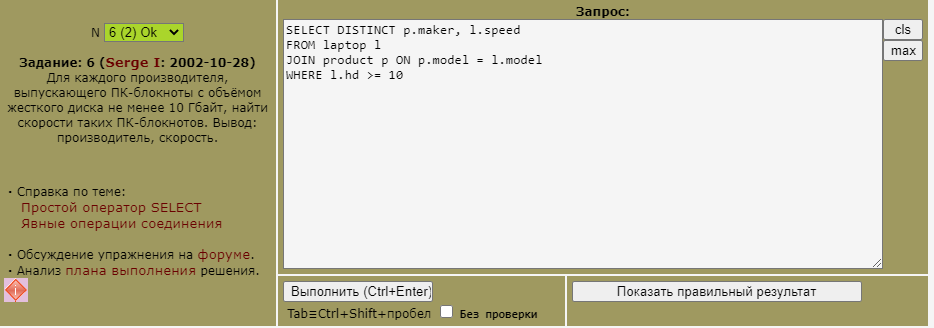 N 6 (2) Ok
Задание: 6 (Serge I: 2002-10-28)
Для каждого производителя,
выпускающего ПК-блокноты c объёмом
жесткого диска не менее 10 Гбайт, найти
скорости таких ПК-блокнотов. Вывод:
производитель, скорость.
· Справка по теме:
Простой оператор SELECT
Явные операции соединения
· Обсуждение упражнения на форуме.
· Анализ плана выполнения решения.
Запрос:
SELECT DISTINCT p.maker, l.speed
FROM laptop l
JOIN product p ON p.model = l.model
WHERE l.hd >= 10
cls
max
Выполнить (Ctrl+Enter)
Tab≡Ctrl+Shift+пробел Без проверки
Показать правильный результат